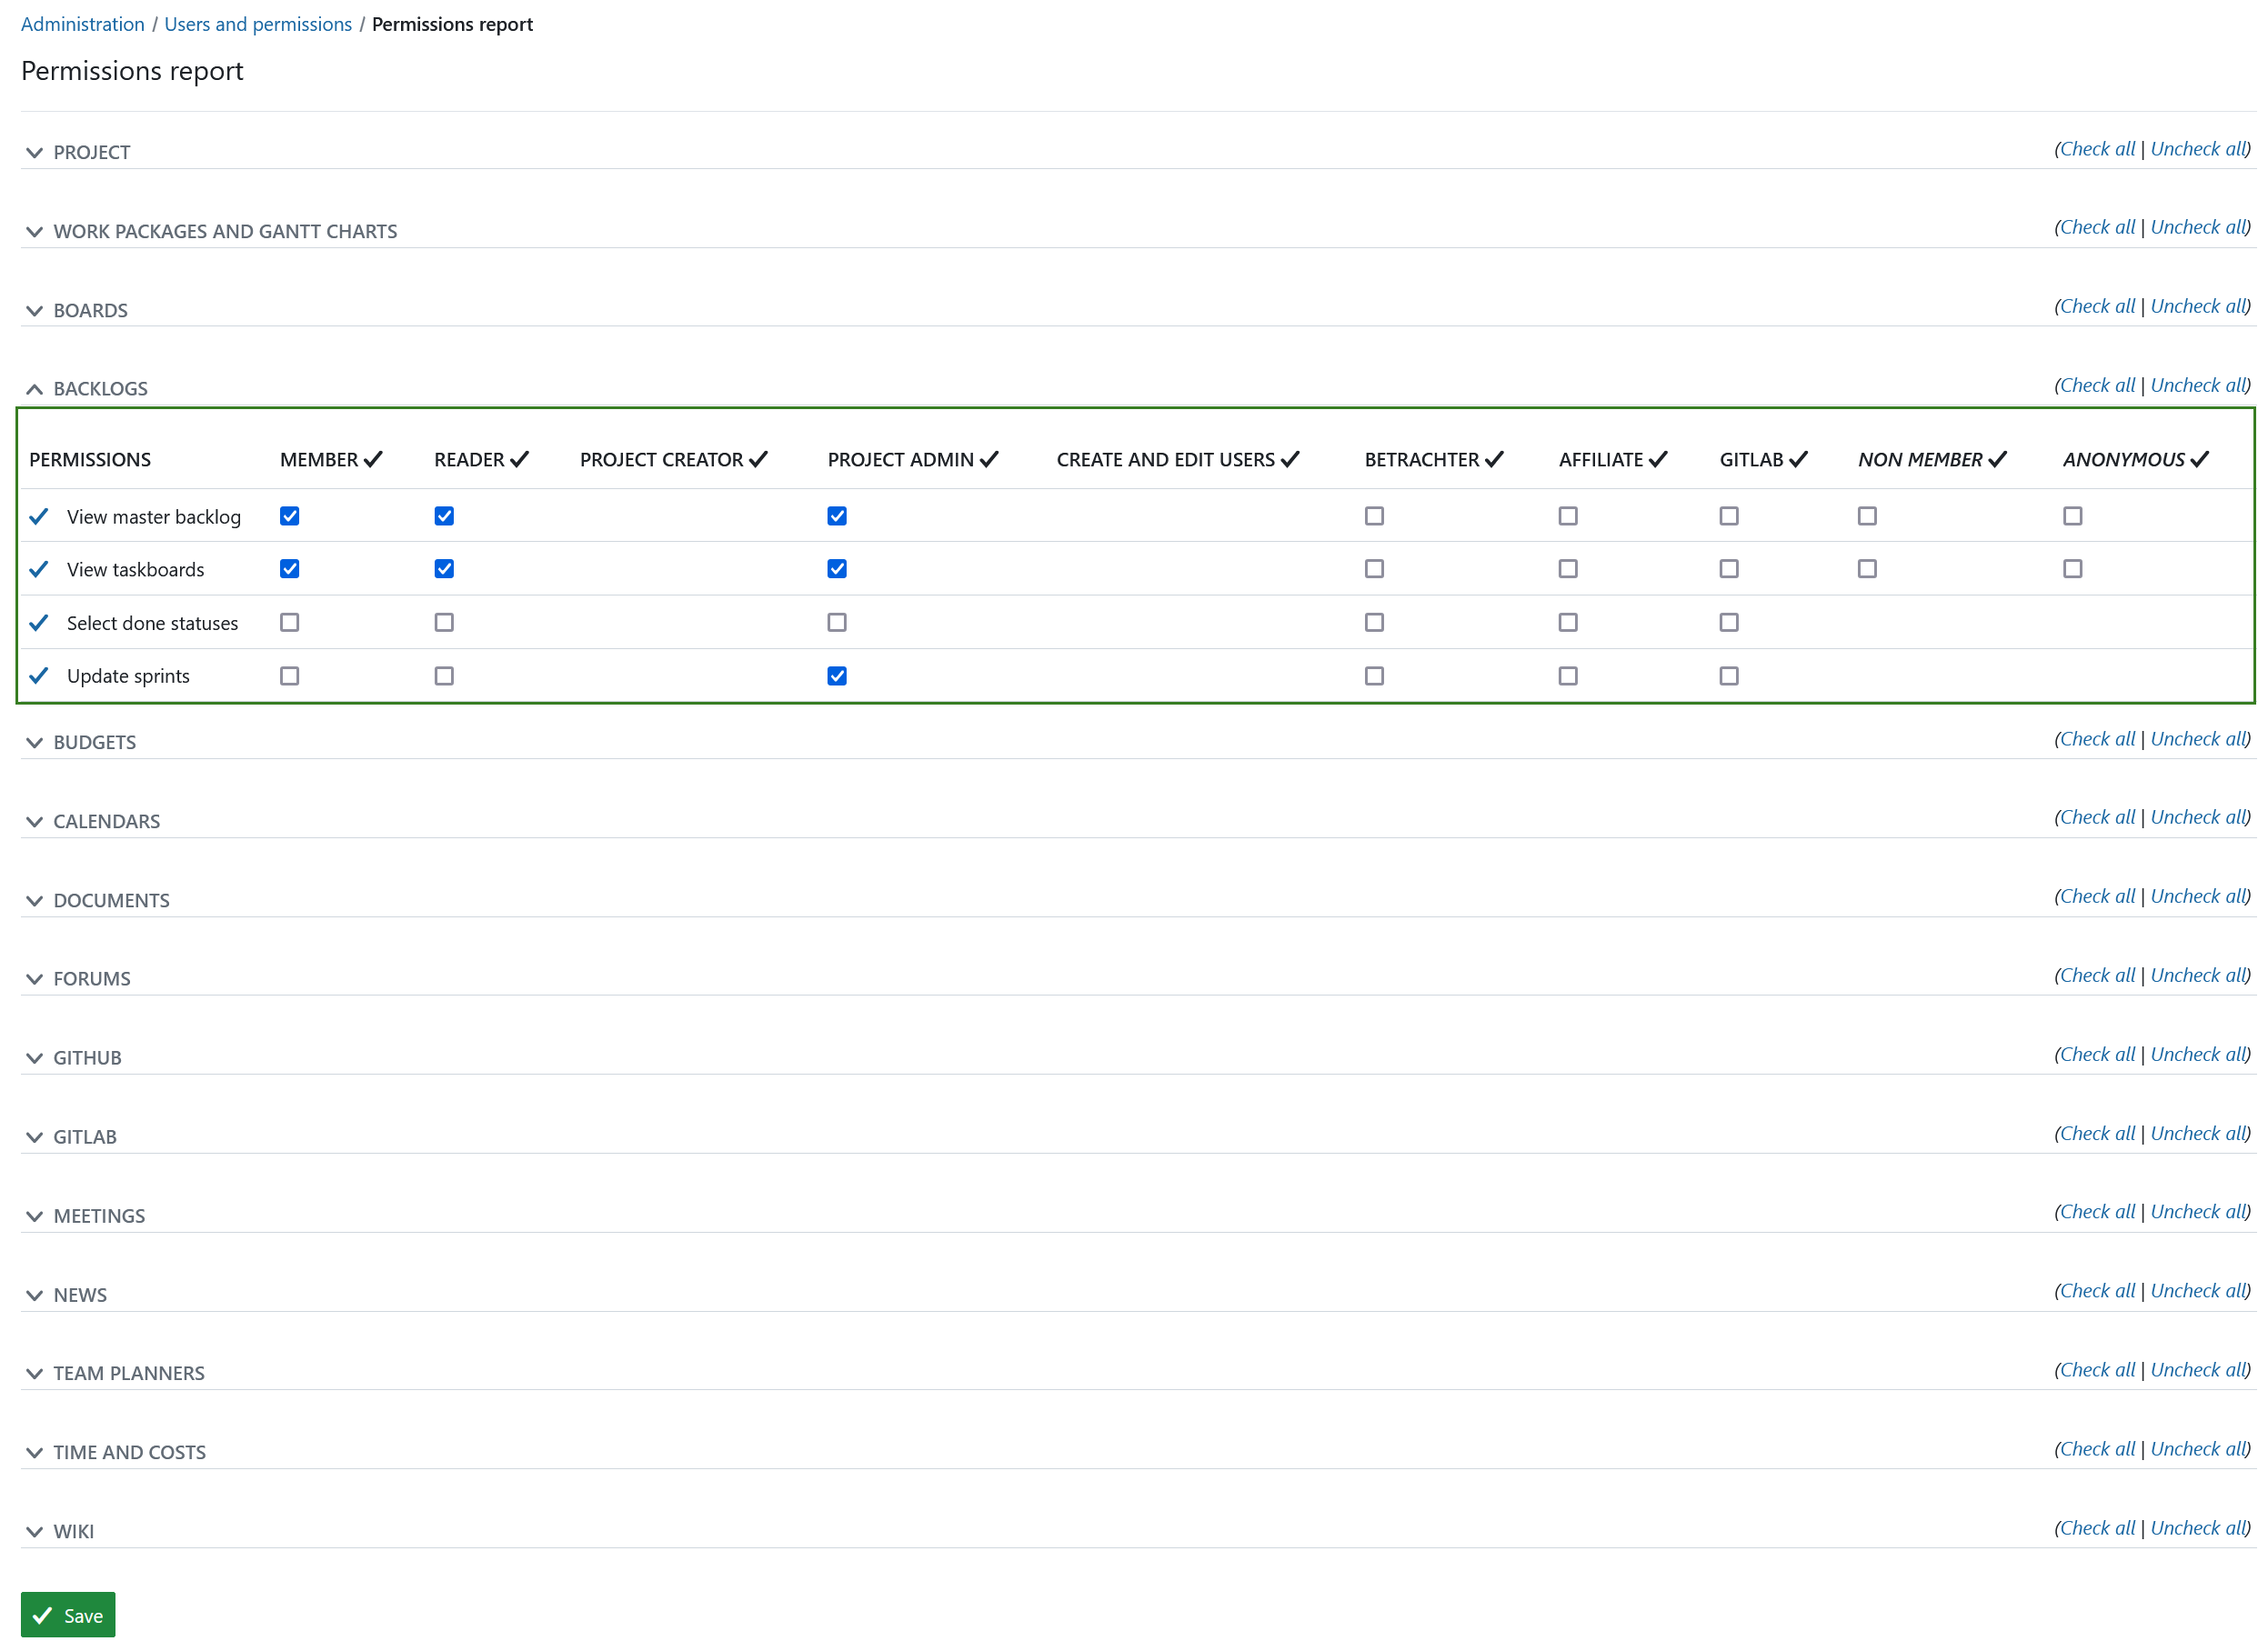 Administration / Users and permissions / Permissions report
Permissions report
PROJECT (Check all | Uncheck all)
WORK PACKAGES AND GANTT CHARTS (Check all | Uncheck all)
BOARDS (Check all | Uncheck all)
BACKLOGS (Check all | Uncheck all)
PERMISSIONS MEMBER READER PROJECT CREATOR PROJECT ADMIN CREATE AND EDIT USERS BETRACHTER AFFILIATE GITLAB NON MEMBER ANONYMOUS
View master backlog
View taskboards
Select done statuses
Update sprints
BUDGETS (Check all | Uncheck all)
CALENDARS (Check all | Uncheck all)
DOCUMENTS (Check all | Uncheck all)
FORUMS (Check all | Uncheck all)
GITHUB (Check all | Uncheck all)
GITLAB (Check all | Uncheck all)
MEETINGS (Check all | Uncheck all)
NEWS (Check all | Uncheck all)
TEAM PLANNERS (Check all | Uncheck all)
TIME AND COSTS (Check all | Uncheck all)
WIKI (Check all | Uncheck all)
Save